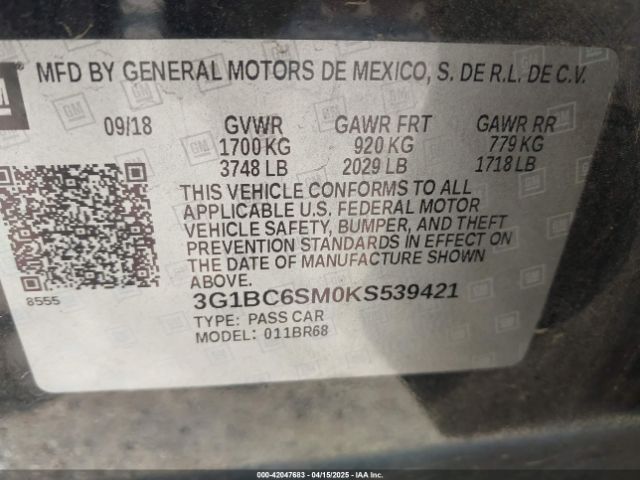 GM
MFD BY GENERAL MOTORS DE MEXICO, S. DE R.L. DE C.V.
09/18 GVWR GAWR FRT GAWR RR
1700 KG 920 KG 779 KG
3748 LB 2029 LB 1718 LB
THIS VEHICLE CONFORMS TO ALL
APPLICABLE U.S. FEDERAL MOTOR
VEHICLE SAFETY, BUMPER, AND THEFT
PREVENTION STANDARDS IN EFFECT ON
THE DATE OF MANUFACTURE SHOWN
ABOVE.
8555
3G1BC6SM0KS539421
TYPE: PASS CAR
MODEL: 011BR68
000-42047683 - 04/15/2025 - COPYRIGHT IAA, LLC.